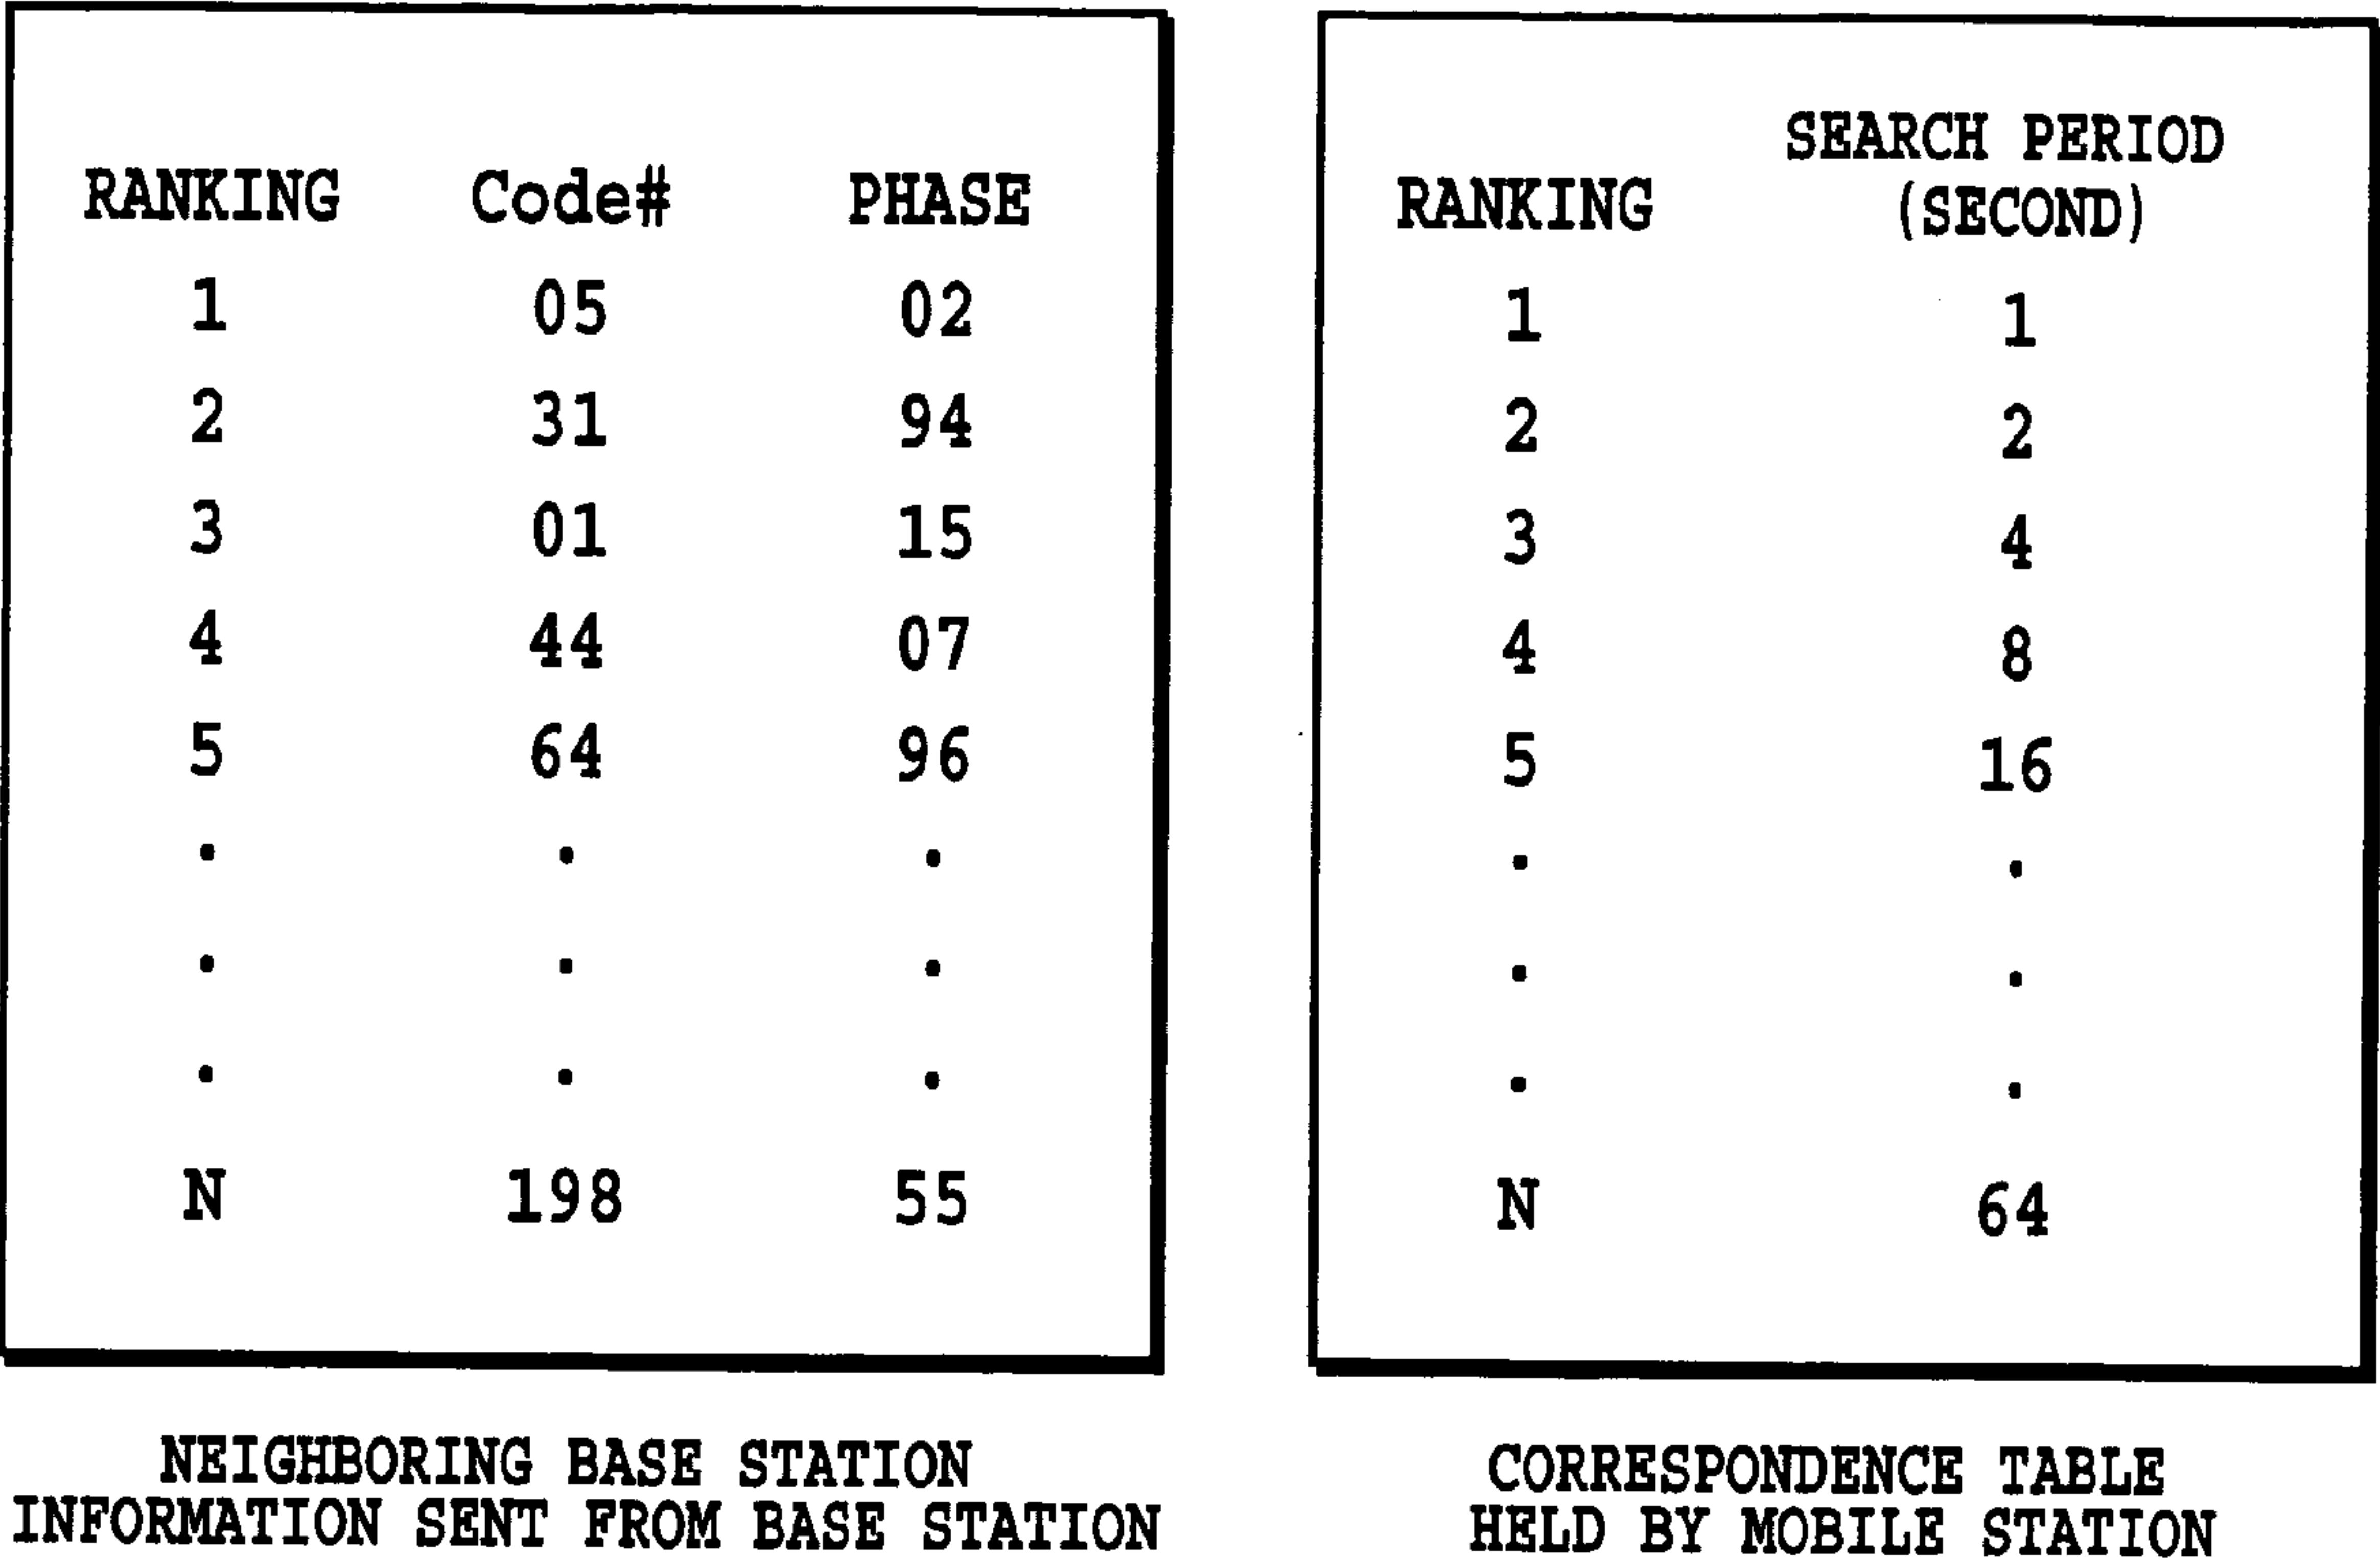 RANKING Code# PHASE
1 05 02
2 31 94
3 01 15
4 44 07
5 64 96
. . .
. . .
. . .
N 198 55
NEIGHBORING BASE STATION
INFORMATION SENT FROM BASE STATION
SEARCH PERIOD
RANKING (SECOND)
1 1
2 2
3 4
4 8
5 16
. .
. .
. .
N 64
CORRESPONDENCE TABLE
HELD BY MOBILE STATION